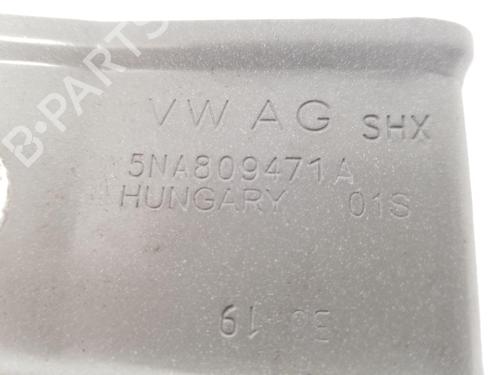 B-PARTS
VW AG SHX
5NA809471A
HUNGARY 01S
19